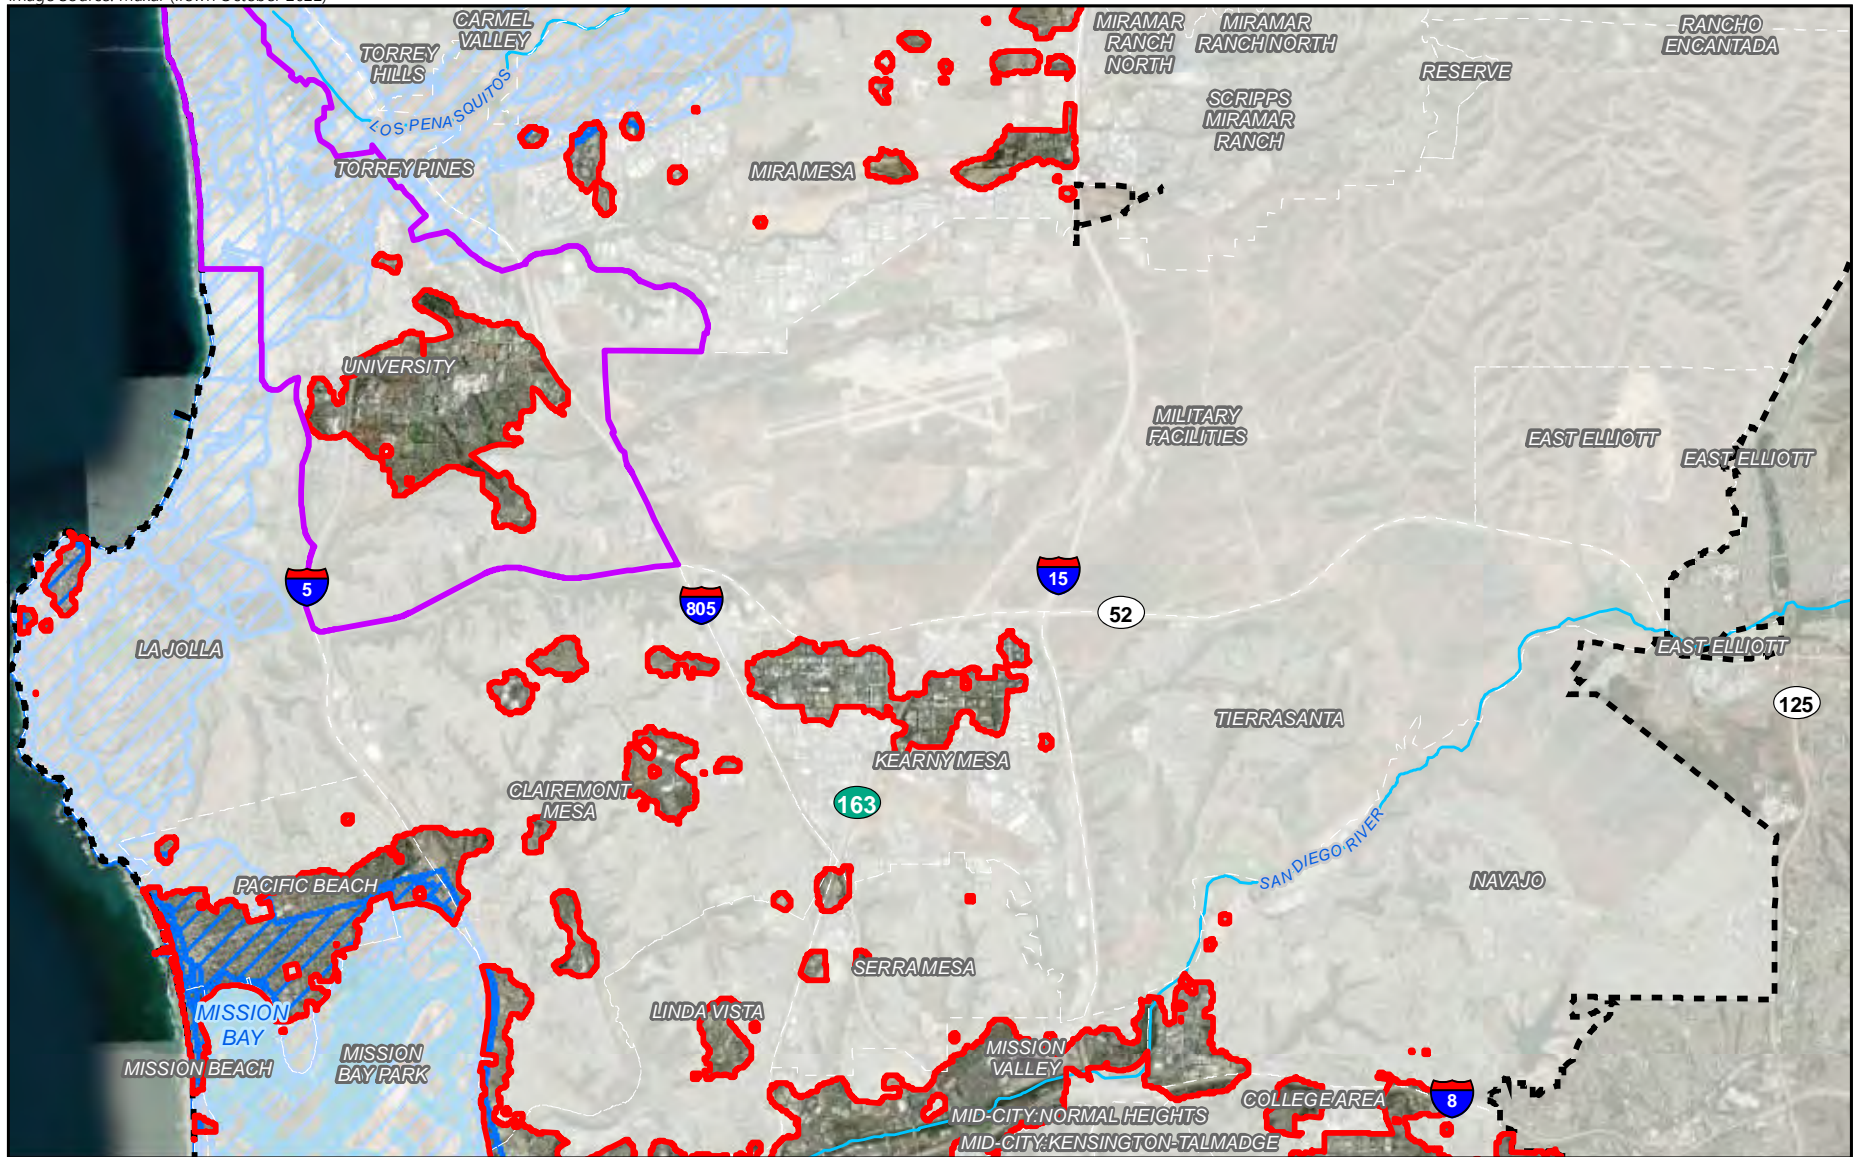 CARMEL
VALLEY
TORREY
HILLS
MIRAMAR
RANCH
NORTH
MIRAMAR
RANCH NORTH
RANCHO
ENCANTADA
RESERVE
LOS PENASQUITOS
SCRIPPS
MIRAMAR
RANCH
TORREY PINES
MIRA MESA
UNIVERSITY
MILITARY
FACILITIES
EAST ELLIOTT
EAST ELLIOTT
5
805
15
52
LA JOLLA
EAST ELLIOTT
125
TIERRASANTA
KEARNY MESA
CLAIREMONT
MESA
163
SAN DIEGO RIVER
PACIFIC BEACH
NAVAJO
SERRA MESA
MISSION
BAY
LINDA VISTA
MISSION
VALLEY
MISSION BEACH
MISSION
BAY PARK
COLLEGE AREA
8
MID-CITY:NORMAL HEIGHTS
MID-CITY:KENSINGTON-TALMADGE